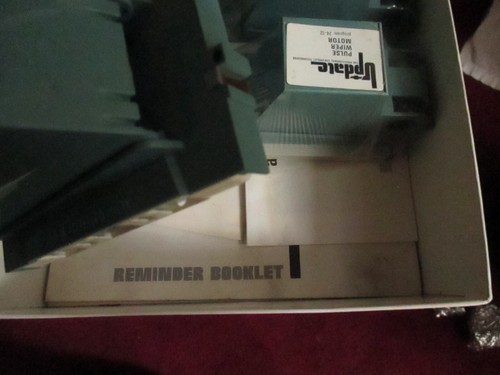 Update
PULSE
WIPER
MOTOR
REMINDER BOOKLET